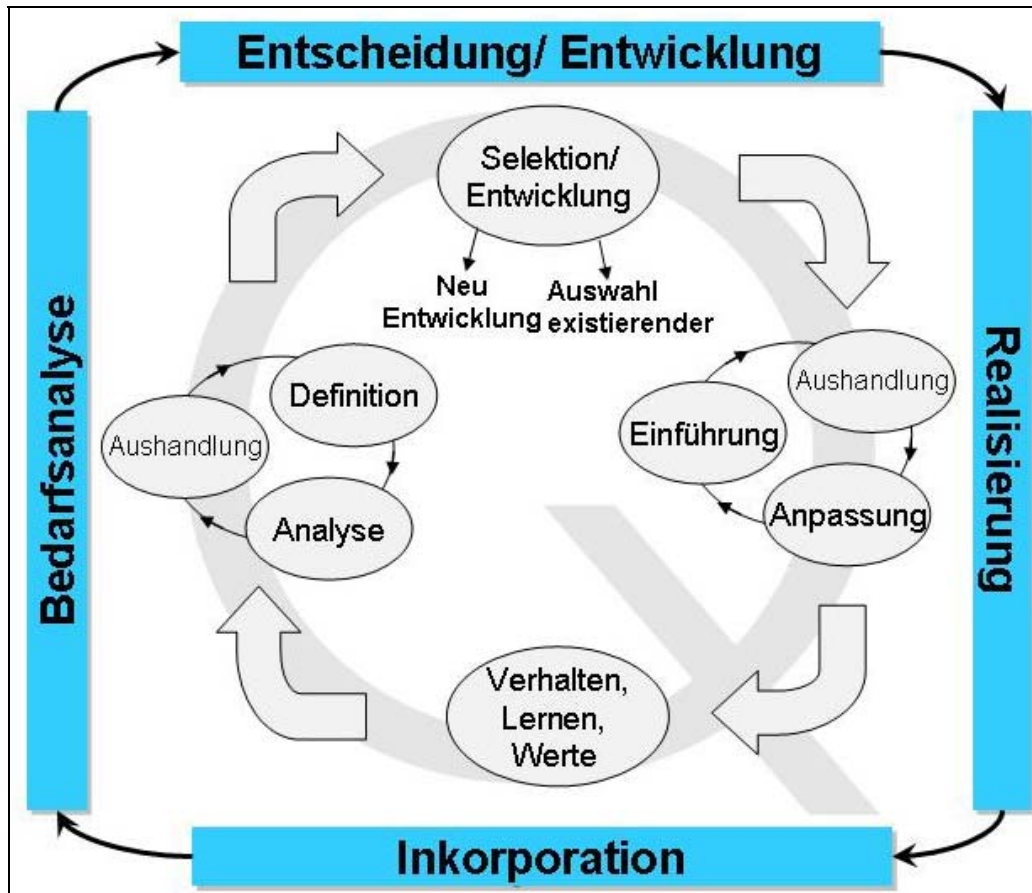 Entscheidung/ Entwicklung
Bedarfsanalyse
Selektion/
Entwicklung
Neu
Entwicklung
Auswahl
existierender
Definition
Aushandlung
Analyse
Aushandlung
Einführung
Anpassung
Realisierung
Verhalten,
Lernen,
Werte
Inkorporation